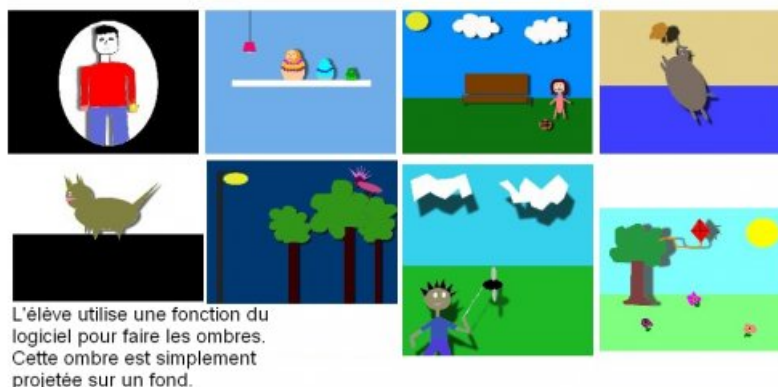 L'élève utilise une fonction du
logiciel pour faire les ombres.
Cette ombre est simplement
projetée sur un fond.